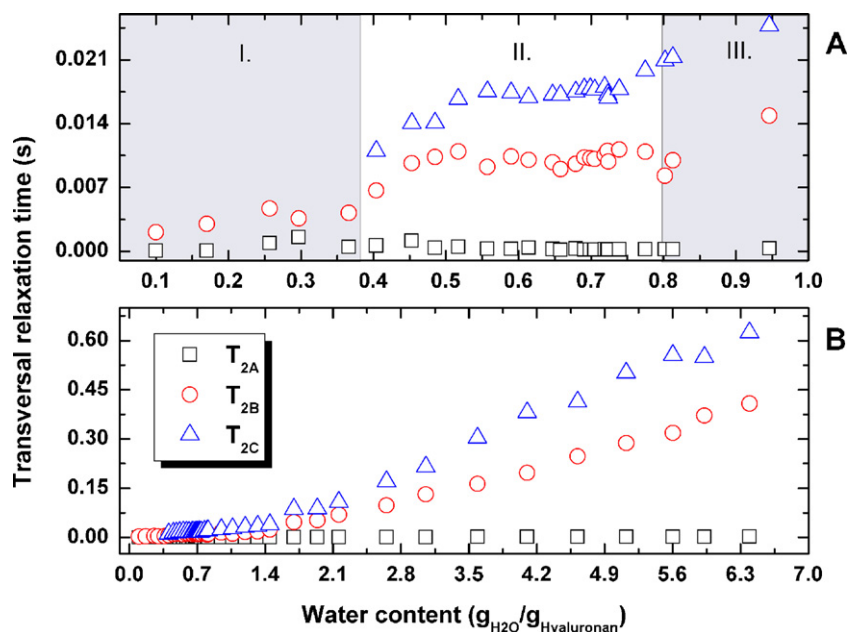 Transversal relaxation time (s)
I.
II.
III.
A
0.021
0.014
0.007
0.000
0.1 0.2 0.3 0.4 0.5 0.6 0.7 0.8 0.9 1.0
B
0.60
0.45
0.30
0.15
0.00
T2A
T2B
T2C
0.0 0.7 1.4 2.1 2.8 3.5 4.2 4.9 5.6 6.3 7.0
Water content (gH2O/gHyaluronan)